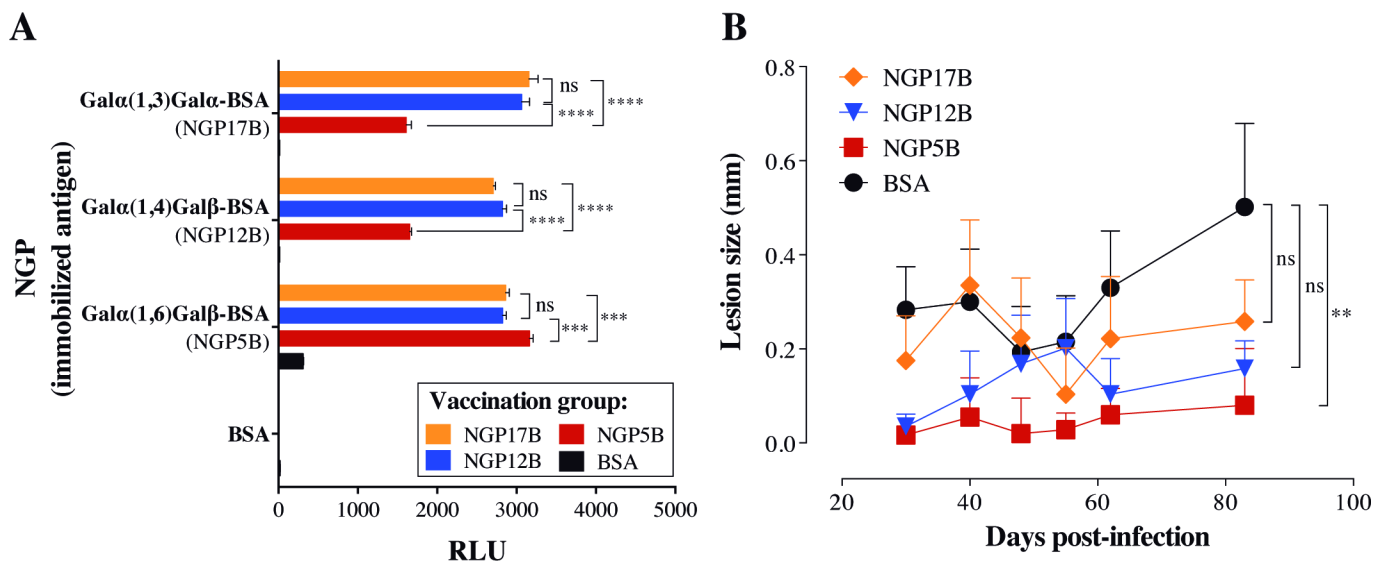 A
Galα(1,3)Galα-BSA
(NGP17B)
Galα(1,4)Galβ-BSA
(NGP12B)
Galα(1,6)Galβ-BSA
(NGP5B)
BSA
NGP
(immobilized antigen)
ns
****
****
ns
****
****
ns
***
***
Vaccination group:
NGP17B
NGP5B
NGP12B
BSA
0
1000
2000
3000
4000
5000
RLU
B
0.8
0.6
0.4
0.2
0.0
Lesion size (mm)
NGP17B
NGP12B
NGP5B
BSA
ns
ns
**
20
40
60
80
100
Days post-infection